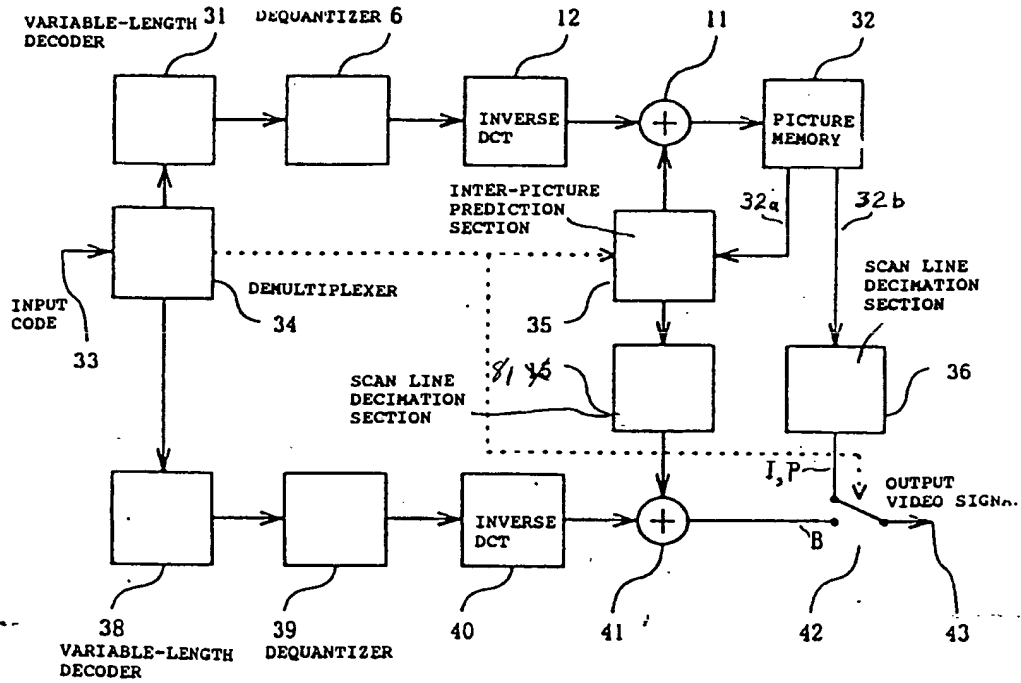 VARIABLE-LENGTH 31
DECODER
DEQUANTIZER 6
12
11
32
INVERSE
DCT
+
PICTURE
MEMORY
INTER-PICTURE
PREDICTION
SECTION
32a
32b
INPUT
CODE
33
DEMULTIPLEXER
34
35
SCAN LINE
DECIMATION
SECTION
36
SCAN LINE
DECIMATION
SECTION
81
I, P
OUTPUT
VIDEO SIGNA
INVERSE
DCT
+
B
38
39
40
41
42
43
VARIABLE-LENGTH
DECODER
DEQUANTIZER